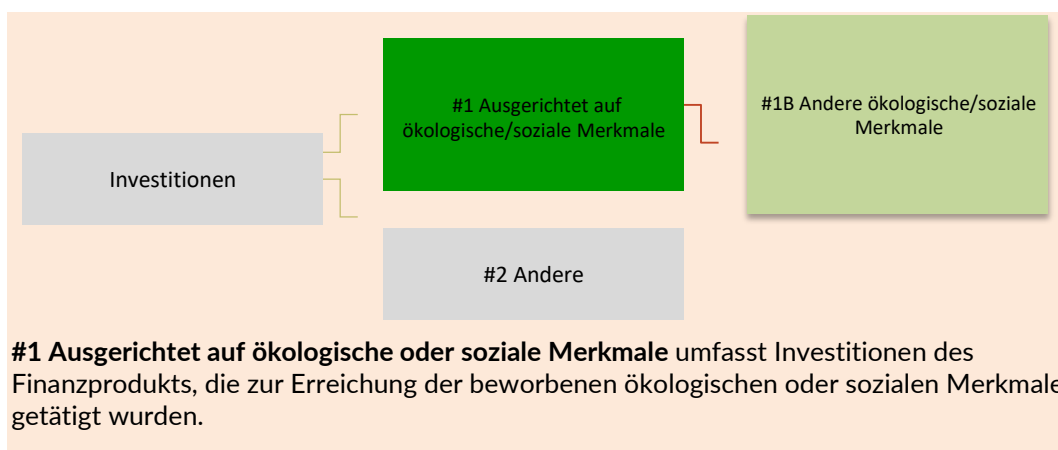 #1 Ausgerichtet auf
ökologische/soziale Merkmale
#1B Andere ökologische/soziale
Merkmale
Investitionen
#2 Andere
#1 Ausgerichtet auf ökologische oder soziale Merkmale umfasst Investitionen des
Finanzprodukts, die zur Erreichung der beworbenen ökologischen oder sozialen Merkmale
getätigt wurden.